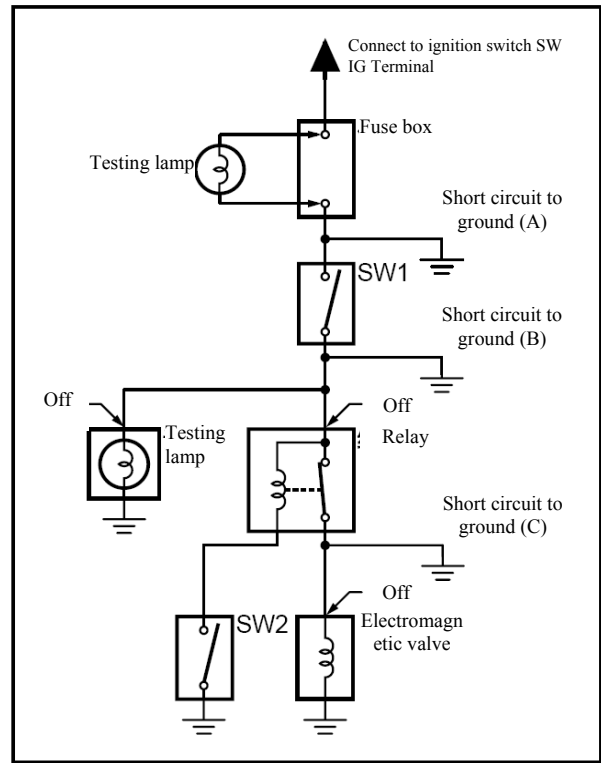 Connect to ignition switch SW
IG Terminal
.Fuse box
Testing lamp
Short circuit to
ground (A)
SW1
Short circuit to
ground (B)
Off
Off
.Testing
lamp
Relay
Short circuit to
ground (C)
Off
SW2
Electromagn
etic valve